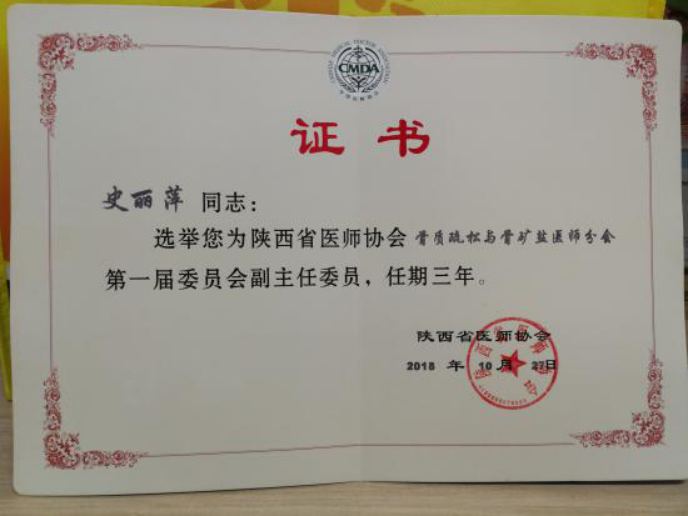 CMDA
证书
史丽萍 同志：
选举您为陕西省医师协会 骨质疏松与骨矿盐医师分会
第一届委员会副主任委员，任期三年。
陕西省医师协会
2018 年 10 月 27日